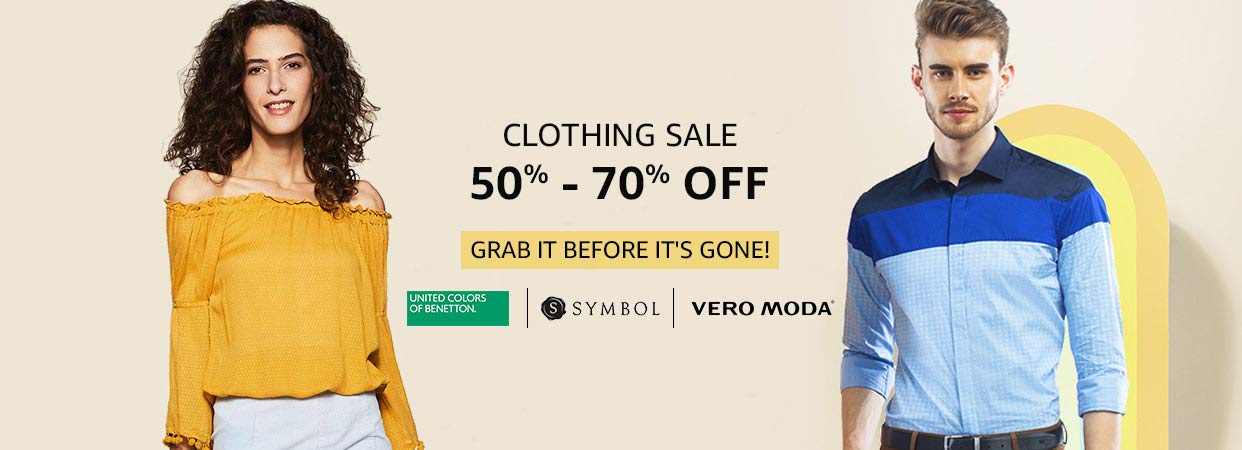 CLOTHING SALE
50% - 70% OFF
GRAB IT BEFORE IT'S GONE!
UNITED COLORS
OF BENETTON.
S SYMBOL
VERO MODA